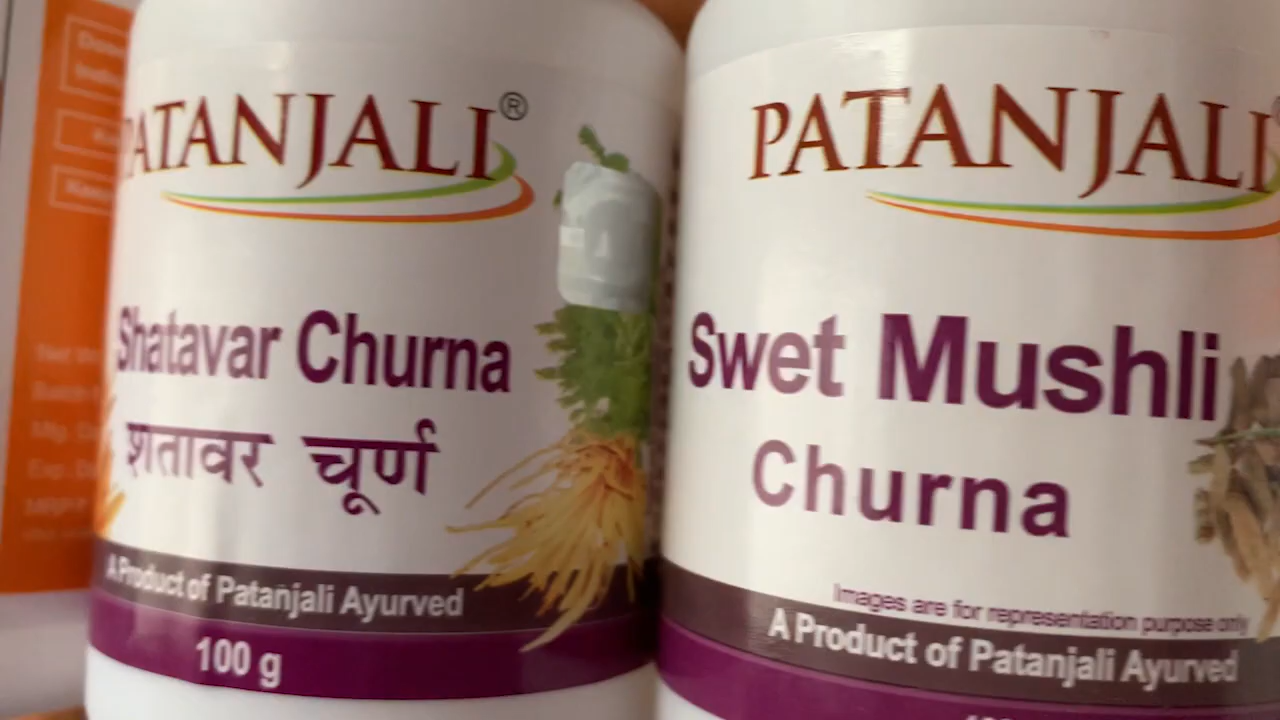 PATANJALI®
Shatavar Churna
शतावर चूर्ण
A Product of Patanjali Ayurved
100 g
PATANJALI
Swet Mushli
Churna
Images are for representation purpose only
A Product of Patanjali Ayurved